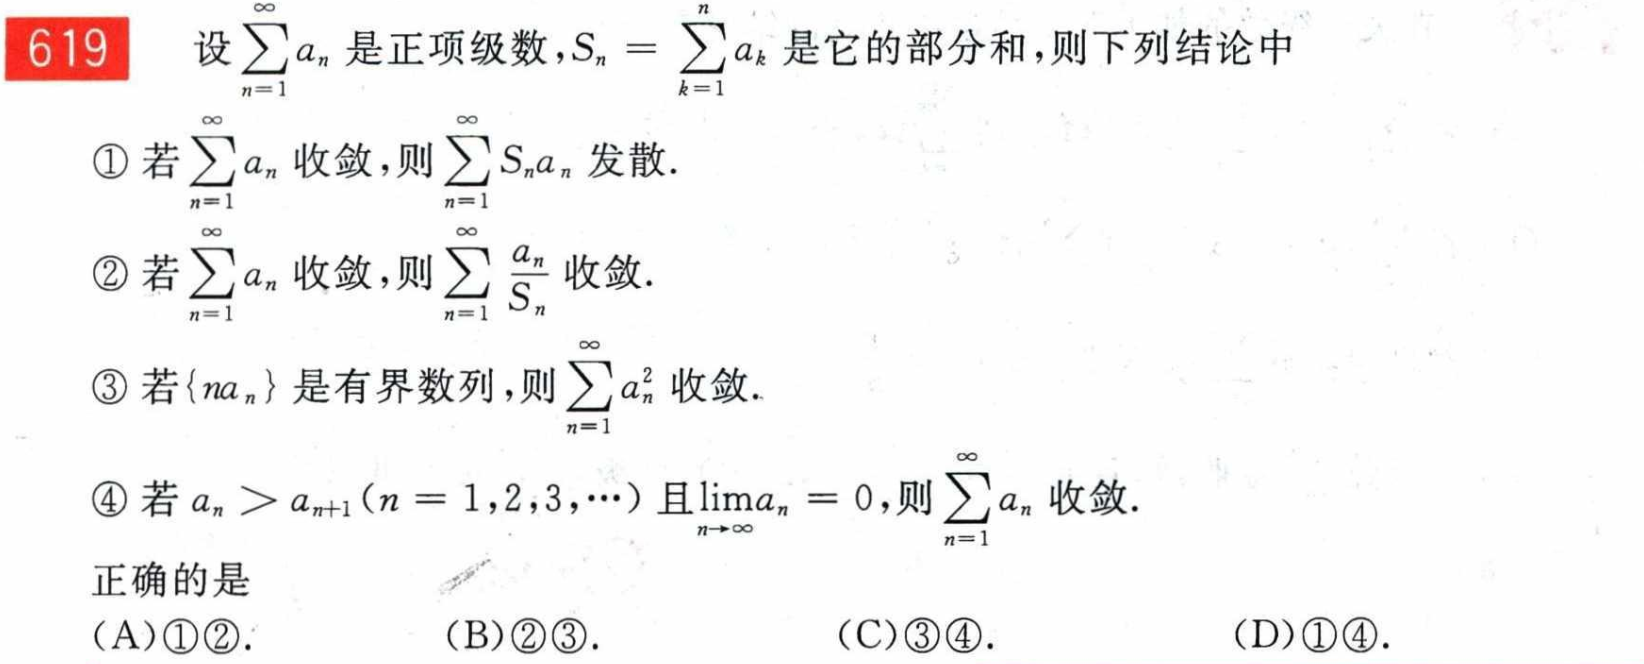 619 设$\sum_{n=1}^{\infty} a_n$ 是正项级数,$S_n = \sum_{k=1}^{n} a_k$ 是它的部分和,则下列结论中
① 若$\sum_{n=1}^{\infty} a_n$ 收敛,则$\sum_{n=1}^{\infty} S_n a_n$ 发散.
② 若$\sum_{n=1}^{\infty} a_n$ 收敛,则$\sum_{n=1}^{\infty} \frac{a_n}{S_n}$ 收敛.
③ 若$\{na_n\}$ 是有界数列,则$\sum_{n=1}^{\infty} a_n^2$ 收敛.
④ 若 $a_n > a_{n+1}(n = 1,2,3,\cdots)$ 且$\lim_{n \to \infty} a_n = 0$,则$\sum_{n=1}^{\infty} a_n$ 收敛.
正确的是
(A)①②. (B)②③. (C)③④. (D)①④.